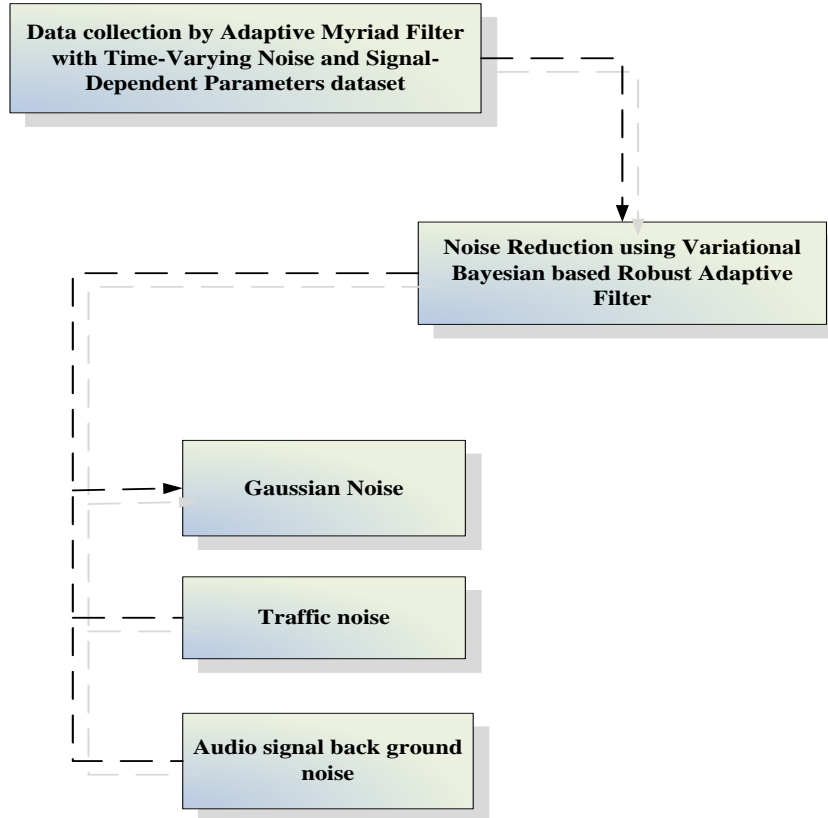 Data collection by Adaptive Myriad Filter
with Time-Varying Noise and Signal-
Dependent Parameters dataset
Noise Reduction using Variational
Bayesian based Robust Adaptive
Filter
Gaussian Noise
Traffic noise
Audio signal back ground
noise